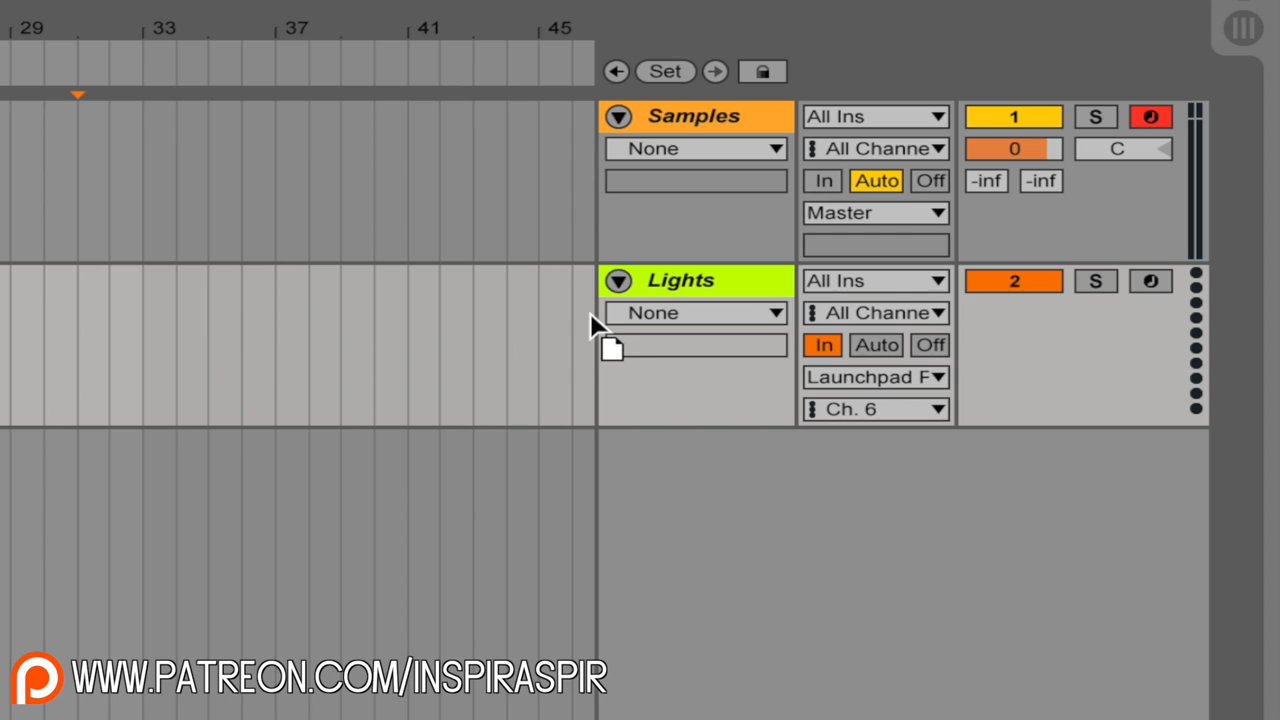 29 33 37 41 45
Set
Samples All Ins 1 S
None All Channe 0 C
In Auto Off -inf -inf
Master
Lights All Ins 2 S
None All Channe
In Auto Off
Launchpad F
Ch. 6
WWW.PATREON.COM/INSPIRASPIR